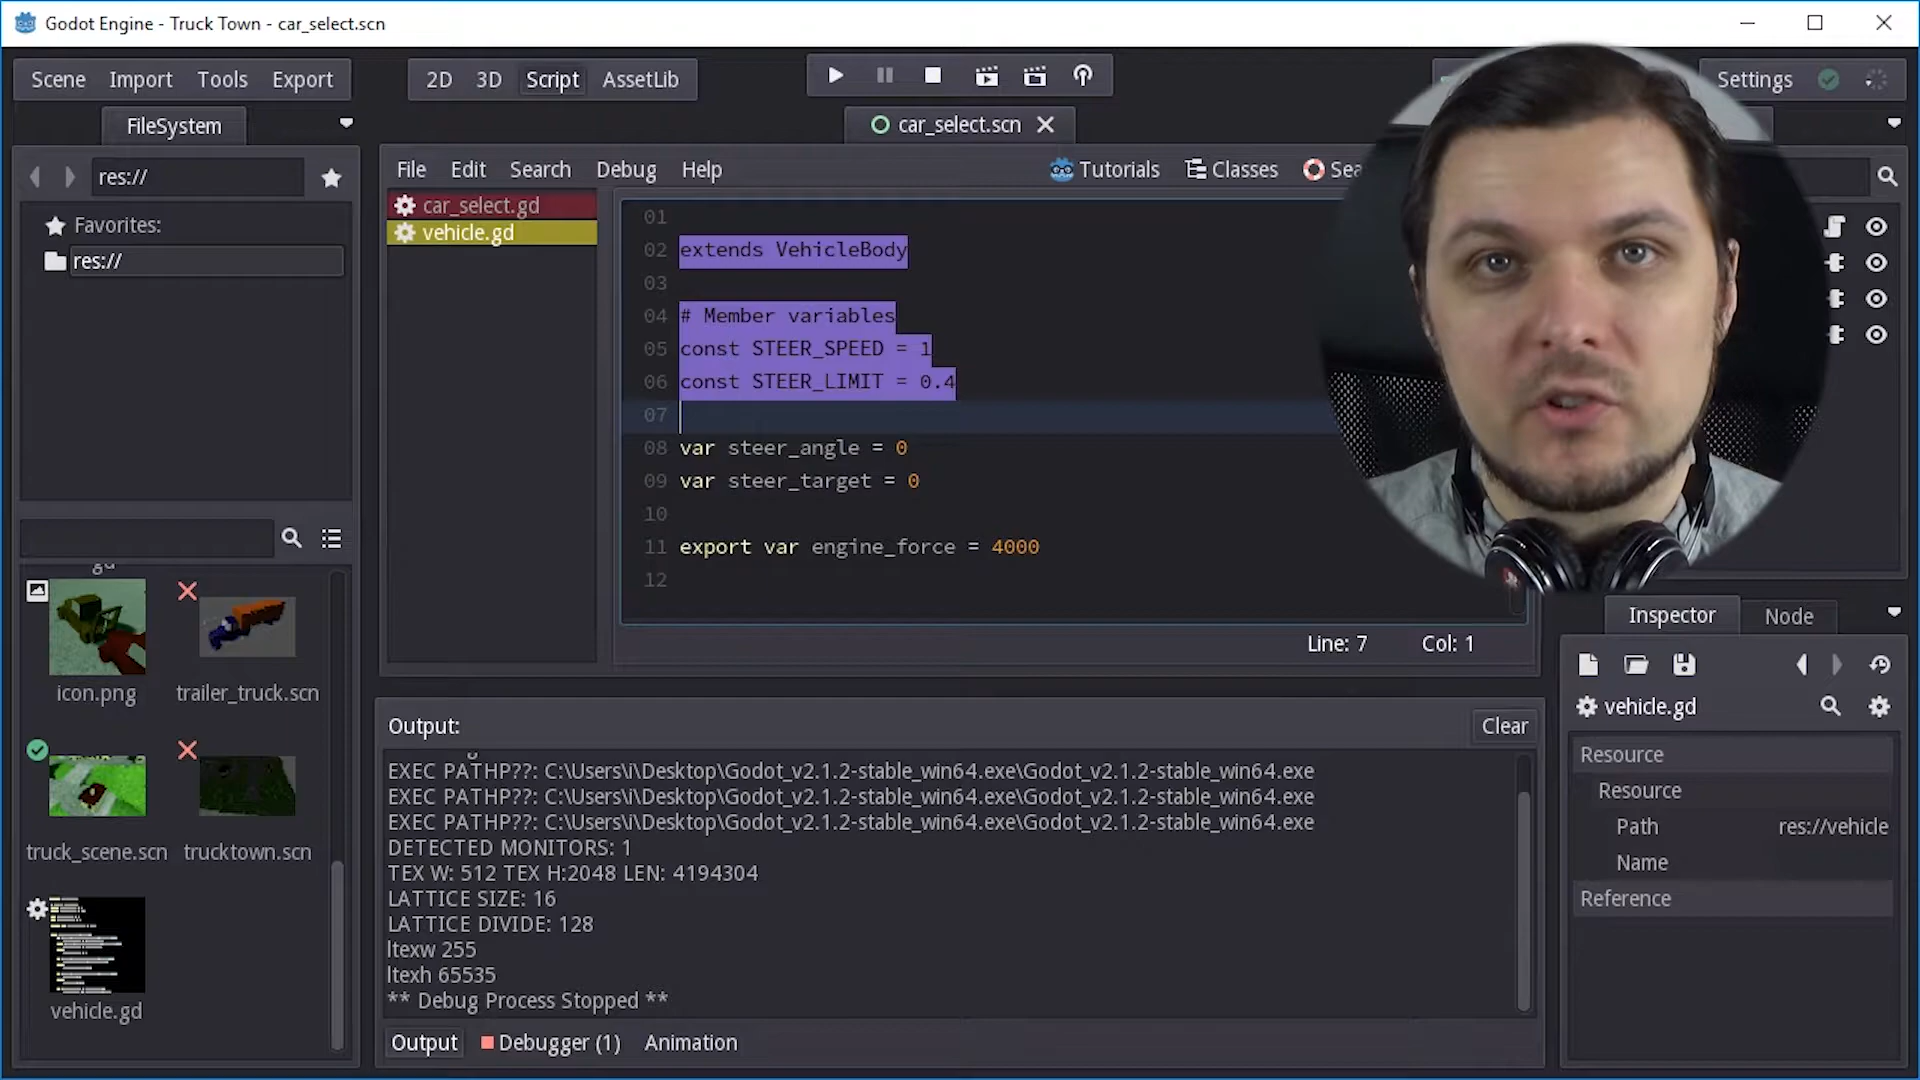 Godot Engine - Truck Town - car_select.scn
Scene Import Tools Export
2D 3D Script AssetLib
Settings
FileSystem
car_select.scn
res://
File Edit Search Debug Help
Tutorials Classes Sea
Favorites:
res://
car_select.gd
vehicle.gd
01
02 extends VehicleBody
03
04 # Member variables
05 const STEER_SPEED = 1
06 const STEER_LIMIT = 0.4
07
08 var steer_angle = 0
09 var steer_target = 0
10
11 export var engine_force = 4000
12
Line: 7 Col: 1
icon.png
trailer_truck.scn
truck_scene.scn
trucktown.scn
vehicle.gd
Output:
Clear
EXEC PATHP??: C:\Users\i\Desktop\Godot_v2.1.2-stable_win64.exe\Godot_v2.1.2-stable_win64.exe
EXEC PATHP??: C:\Users\i\Desktop\Godot_v2.1.2-stable_win64.exe\Godot_v2.1.2-stable_win64.exe
EXEC PATHP??: C:\Users\i\Desktop\Godot_v2.1.2-stable_win64.exe\Godot_v2.1.2-stable_win64.exe
DETECTED MONITORS: 1
TEX W: 512 TEX H:2048 LEN: 4194304
LATTICE SIZE: 16
LATTICE DIVIDE: 128
ltexw 255
ltexh 65535
** Debug Process Stopped **
Output Debugger (1) Animation
Inspector Node
vehicle.gd
Resource
Resource
Path res://vehicle
Name
Reference